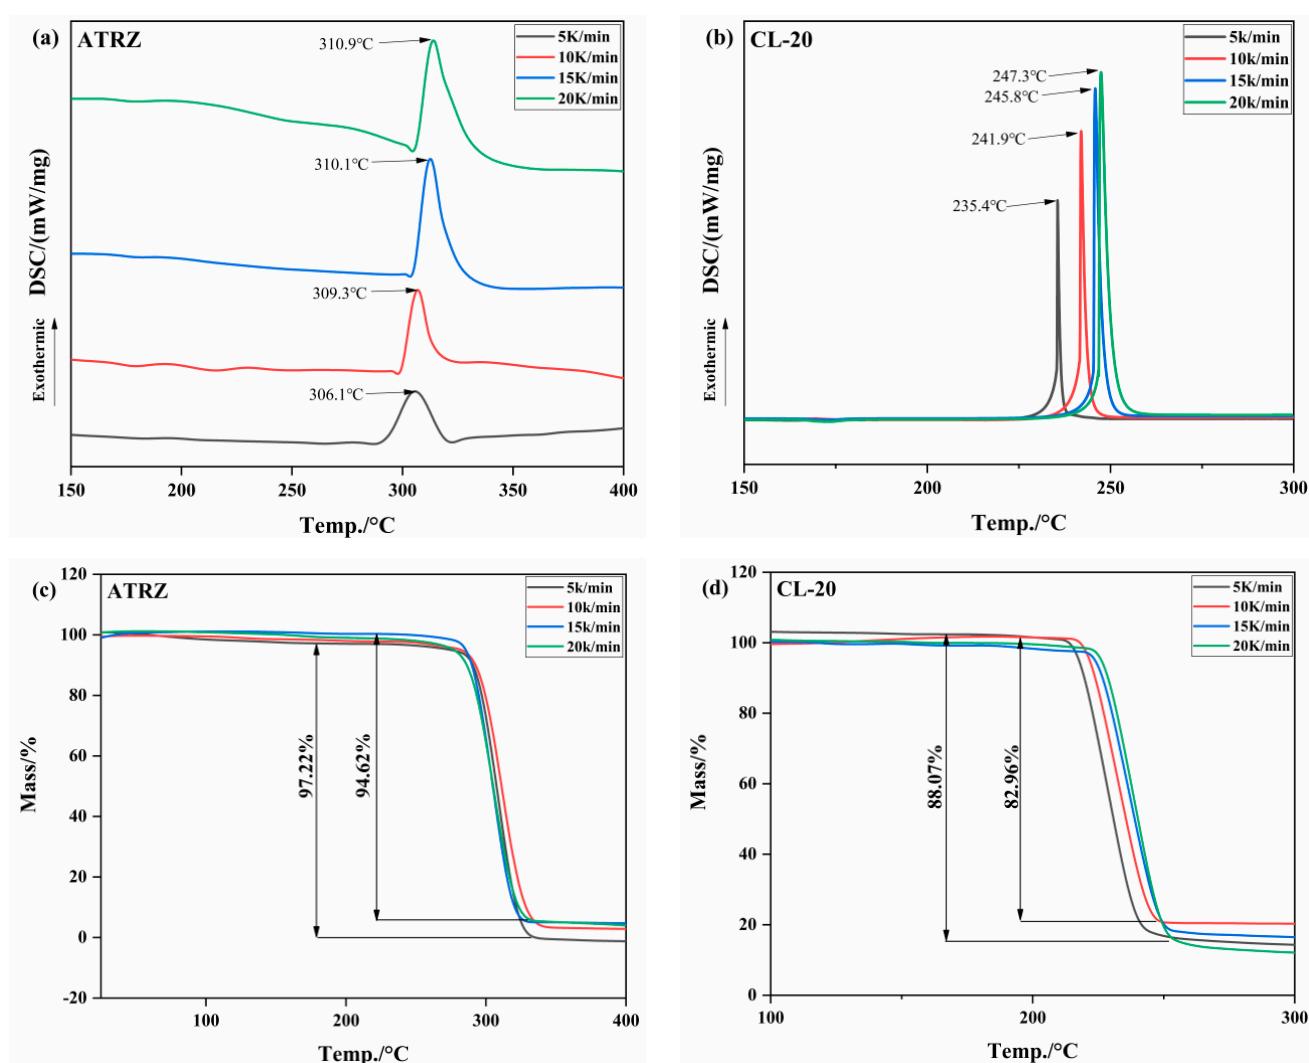 (a) ATRZ
5K/min
10K/min
15K/min
20K/min
310.9℃
310.1℃
309.3℃
306.1℃
DSC/(mW/mg)
Exothermic
150 200 250 300 350 400
Temp./°C
(b) CL-20
5k/min
10k/min
15k/min
20k/min
247.3℃
245.8℃
241.9℃
235.4℃
DSC/(mW/mg)
Exothermic
150 200 250 300
Temp./°C
(c) ATRZ
5k/min
10k/min
15k/min
20k/min
120
100
80
60
40
20
0
-20
97.22%
94.62%
Mass/%
100 200 300 400
Temp./°C
(d) CL-20
5K/min
10K/min
15K/min
20K/min
120
100
80
60
40
20
0
88.07%
82.96%
Mass/%
100 200 300
Temp./°C